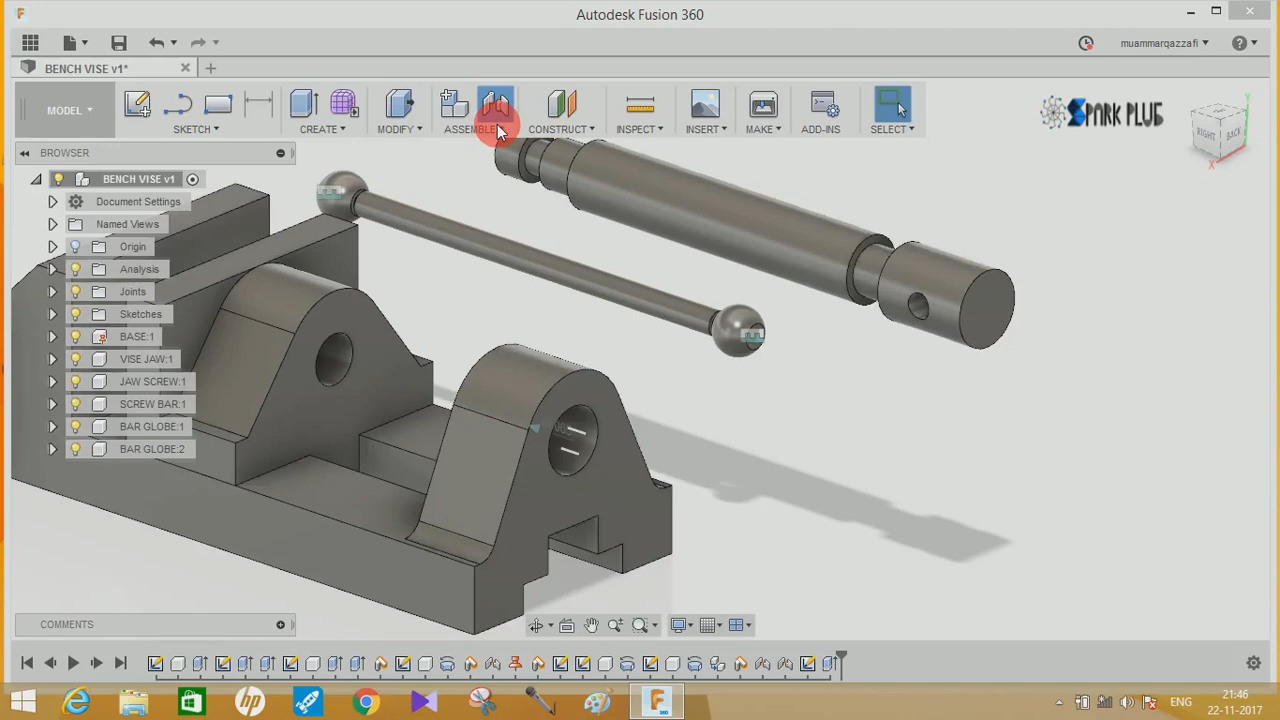 Autodesk Fusion 360
muammarqazzafi
BENCH VISE v1*
MODEL
SKETCH
CREATE
MODIFY
ASSEMBLE
CONSTRUCT
INSPECT
INSERT
MAKE
ADD-INS
SELECT
SPARK PLUG
RIGHT
BACK
X
Y
BROWSER
BENCH VISE v1
Document Settings
Named Views
Origin
Analysis
Joints
Sketches
BASE:1
VISE JAW:1
JAW SCREW:1
SCREW BAR:1
BAR GLOBE:1
BAR GLOBE:2
COMMENTS
ENG
21:46
22-11-2017